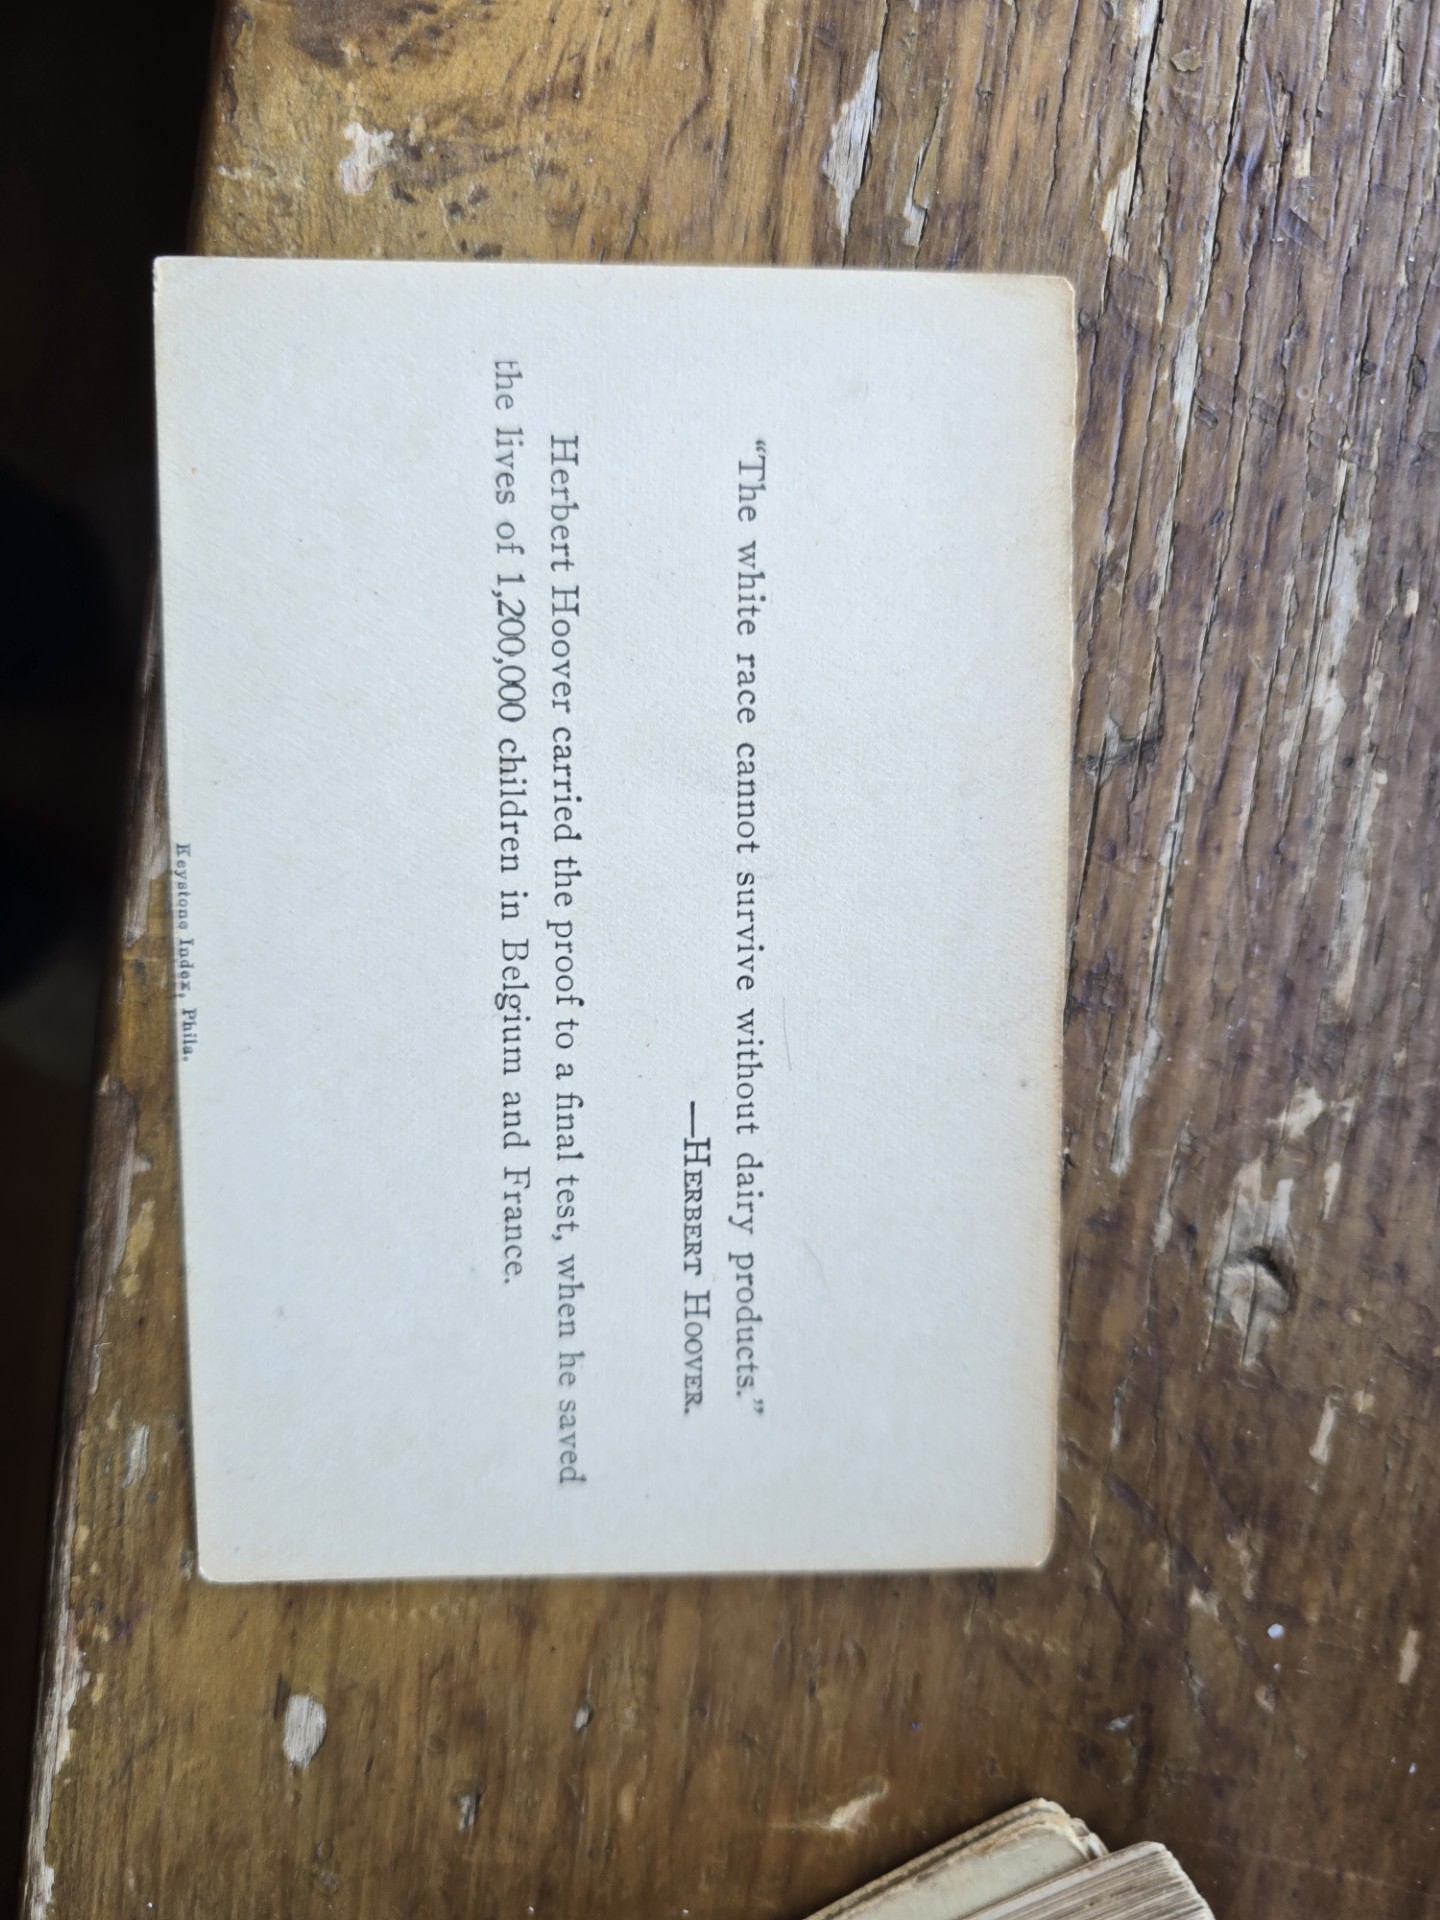 “The white race cannot survive without dairy products.”
—HERBERT HOOVER.
Herbert Hoover carried the proof to a final test, when he saved
the lives of 1,200,000 children in Belgium and France.
Keystone Index, Phila.